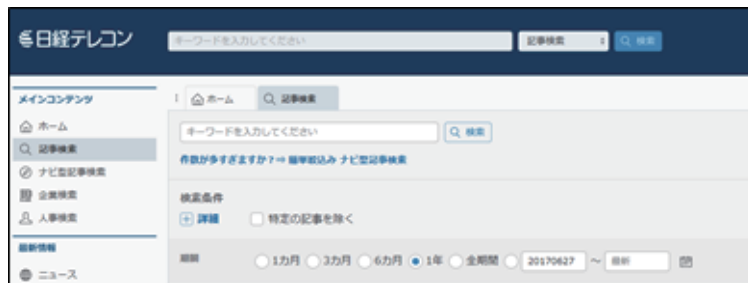 日経テレコン
キーワードを入力してください 記事検索 検索
メインコンテンツ
ホーム
記事検索
ナビ型記事検索
企業検索
人事検索
最新情報
ニュース
ホーム 記事検索
キーワードを入力してください 検索
件数が多すぎますか?⇒簡単絞込み ナビ型記事検索
検索条件
詳細 特定の記事を除く
期間 1カ月 3カ月 6カ月 1年 全期間 20170627 ~ 最新